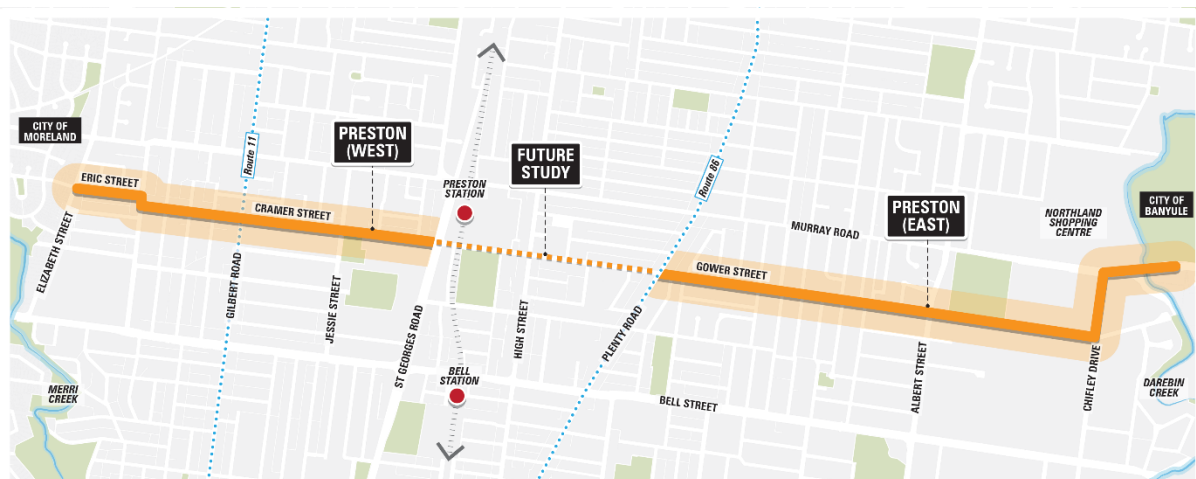 CITY OF
MORELAND
ERIC STREET
ELIZABETH STREET
MERRI
CREEK
Route 11
CRAMER STREET
GILBERT ROAD
PRESTON
(WEST)
JESSIE STREET
ST GEORGES ROAD
PRESTON
STATION
BELL
STATION
FUTURE
STUDY
HIGH STREET
Route 86
PLENTY ROAD
GOWER STREET
BELL STREET
MURRAY ROAD
PRESTON
(EAST)
ALBERT STREET
NORTHLAND
SHOPPING
CENTRE
CITY OF
BANYULE
CHIFLEY DRIVE
DAREBIN
CREEK